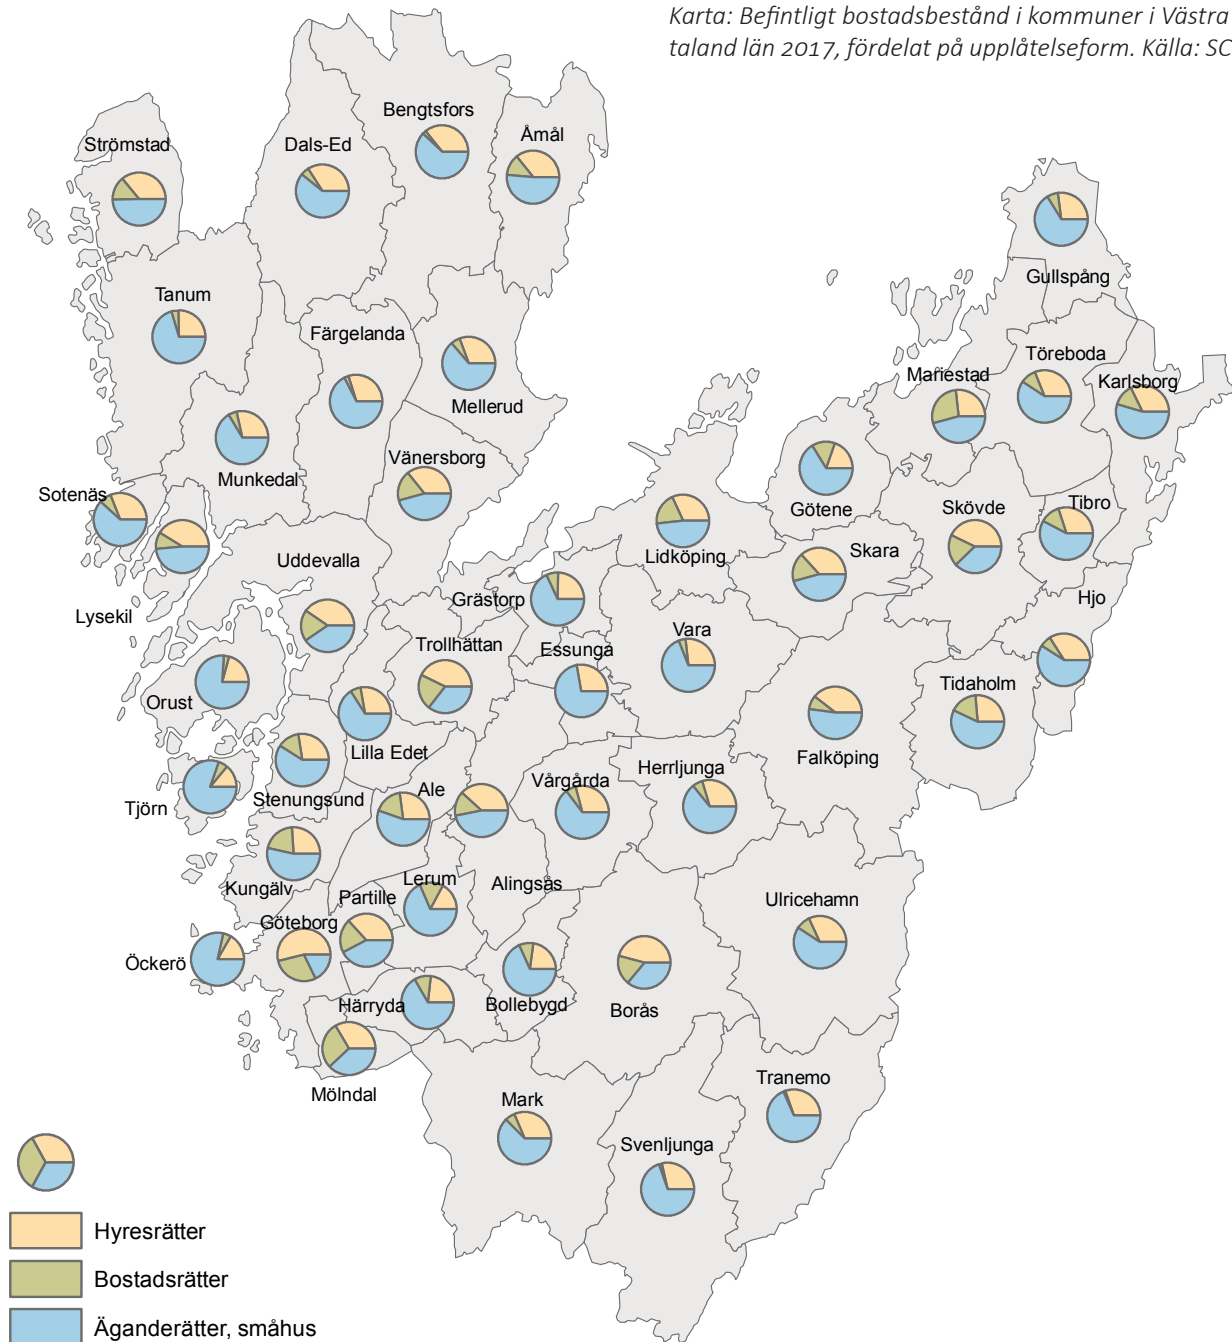 Karta: Befintligt bostadsbestånd i kommuner i Västra
taland län 2017, fördelat på upplåtelseform. Källa: SC
Bengtsfors
Åmål
Strömstad
Dals-Ed
Gullspång
Tanum
Färgelanda
Töreboda
Mariestad
Karlsborg
Mellerud
Vänersborg
Munkedal
Sotenäs
Götene
Skövde
Tibro
Lidköping
Skara
Uddevalla
Hjo
Grästorp
Lysekil
Vara
Trollhättan
Essunga
Orust
Tidaholm
Falköping
Lilla Edet
Herrljunga
Vårgårda
Tjörn
Stenungsund
Ale
Alingsås
Lerum
Kungälv
Partille
Ulricehamn
Göteborg
Öckerö
Härryda
Bollebygd
Borås
Mölndal
Tranemo
Mark
Svenljunga
Hyresrätter
Bostadsrätter
Äganderätter, småhus